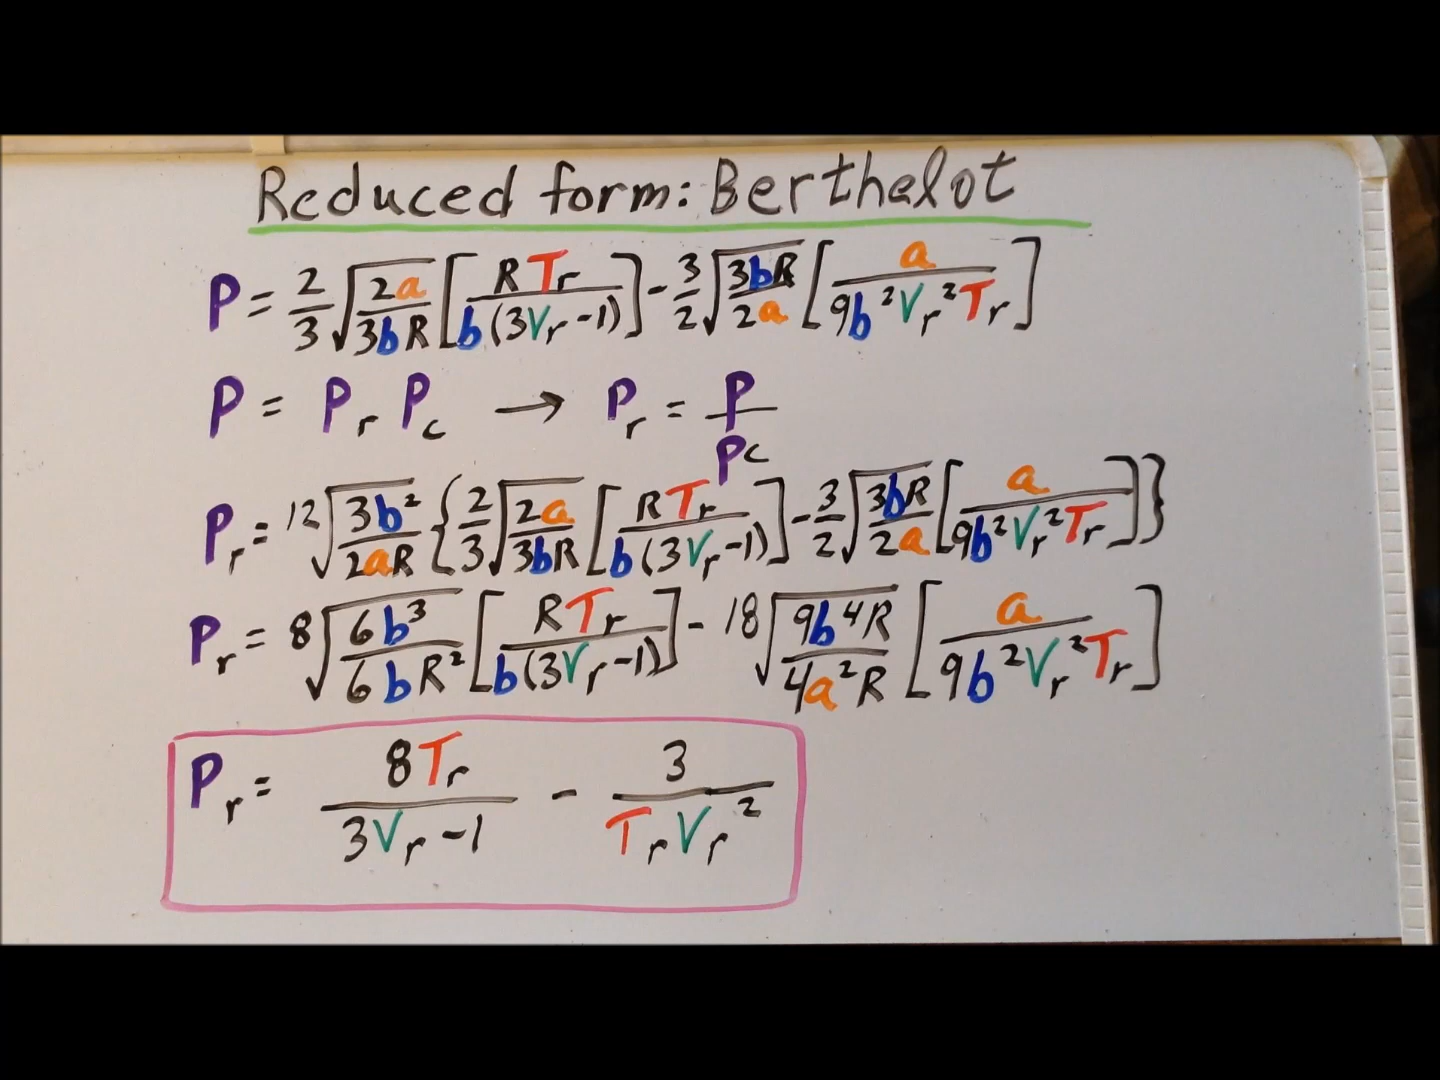 Reduced form: Berthelot
P = 2/3 √(2a/3bR) [RTr/b(3Vr-1)] - 3/2 √(3bR/2a) [a/9b²Vr²Tr]
P = Pr Pc → Pr = P/Pc
Pr = 12 √(3b²/2aR) {2/3 √(2a/3bR) [RTr/b(3Vr-1)] - 3/2 √(3bR/2a) [a/9b²Vr²Tr]}
Pr = 8 √(6b³/6bR²) [RTr/b(3Vr-1)] - 18 √(9b⁴R/4a²R) [a/9b²Vr²Tr]
Pr = 8Tr/3Vr-1 - 3/TrVr²